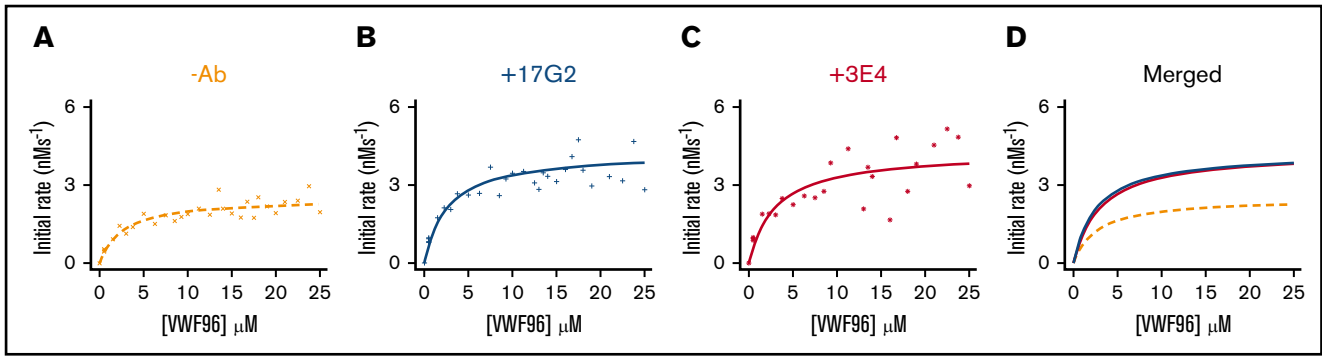 A
B
C
D
-Ab
+17G2
+3E4
Merged
Initial rate (nMs⁻¹)
6
3
0
0 5 10 15 20 25
[VWF96] µM
Initial rate (nMs⁻¹)
6
3
0
0 5 10 15 20 25
[VWF96] µM
Initial rate (nMs⁻¹)
6
3
0
0 5 10 15 20 25
[VWF96] µM
Initial rate (nMs⁻¹)
6
3
0
0 5 10 15 20 25
[VWF96] µM